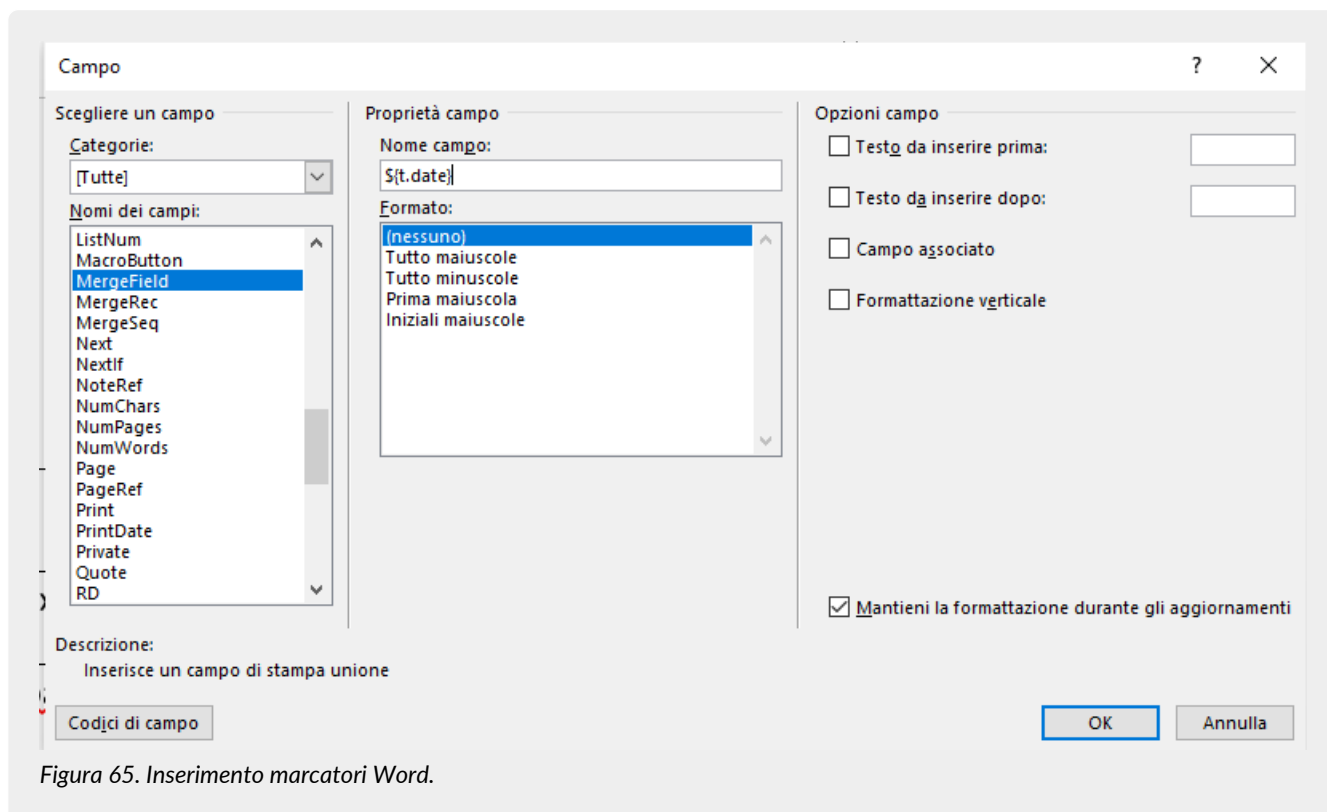 Campo
?
Scegliere un campo
Categorie:
[Tutte]
Nomi dei campi:
ListNum
MacroButton
MergeField
MergeRec
MergeSeq
Next
NextIf
NoteRef
NumChars
NumPages
NumWords
Page
PageRef
Print
PrintDate
Private
Quote
RD
Proprietà campo
Nome campo:
${t.date}
Formato:
(nessuno)
Tutto maiuscole
Tutto minuscole
Prima maiuscola
Iniziali maiuscole
Opzioni campo
Testo da inserire prima:
Testo da inserire dopo:
Campo associato
Formattazione verticale
Mantieni la formattazione durante gli aggiornamenti
Descrizione:
Inserisce un campo di stampa unione
Codici di campo
OK
Annulla
Figura 65. Inserimento marcatori Word.